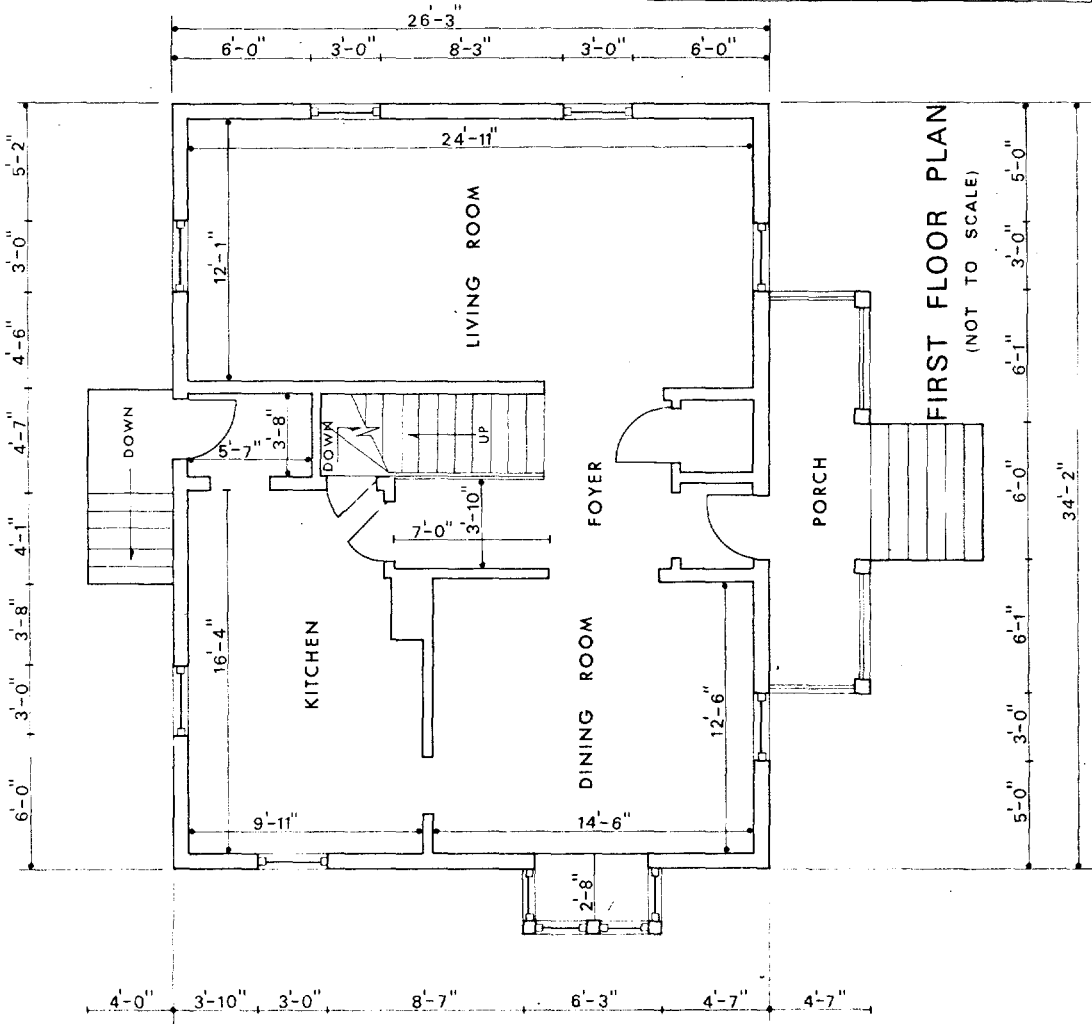 26'-3"
6'-0" 3'-0" 8'-3" 3'-0" 6'-0"
24'-11"
12'-1"
LIVING ROOM
FIRST FLOOR PLAN
(NOT TO SCALE)
5'-2"
3'-0"
4'-6"
4'-7"
4'-1"
3'-8"
3'-0"
6'-0"
DOWN
5'-7"
3'-8"
DOWN
UP
7'-0"
3'-10"
FOYER
PORCH
KITCHEN
16'-4"
DINING ROOM
12'-6"
9'-11"
14'-6"
2'-8"
5'-0"
3'-0"
6'-1"
6'-0"
6'-1"
3'-0"
5'-0"
34'-2"
4'-0" 3'-10" 3'-0" 8'-7" 6'-3" 4'-7" 4'-7"